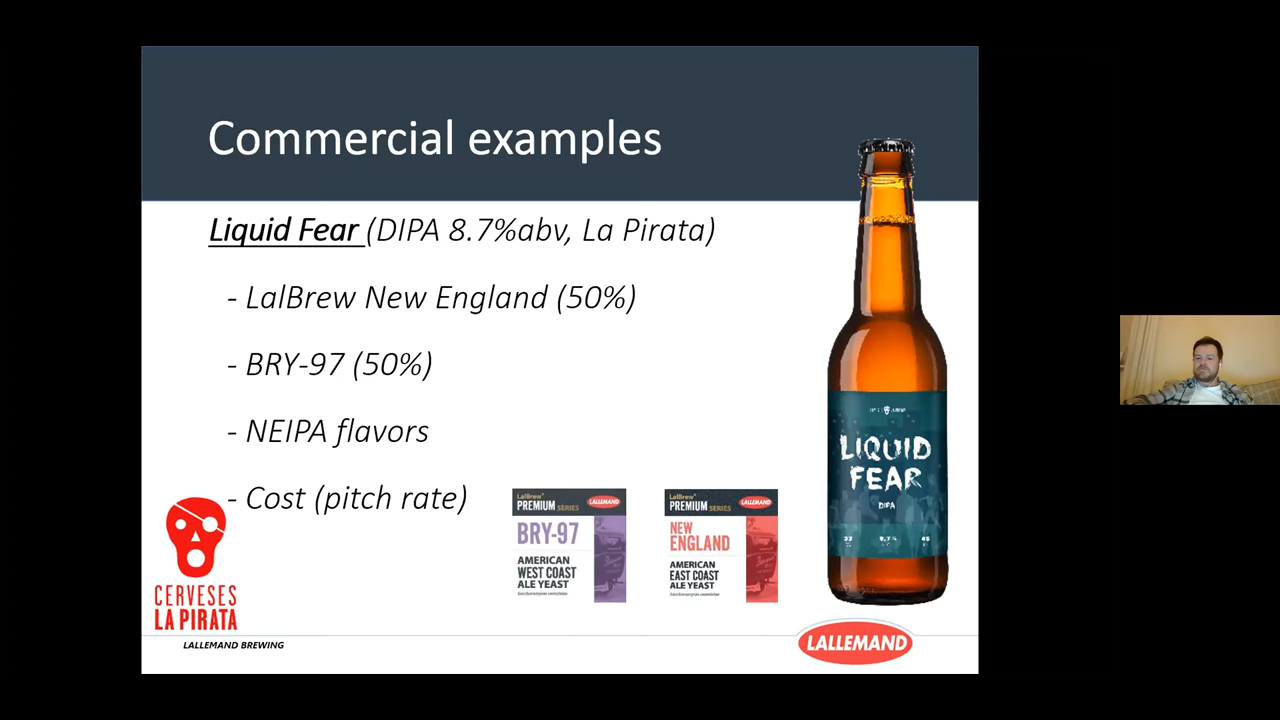 Commercial examples
Liquid Fear (DIPA 8.7%abv, La Pirata)
- LalBrew New England (50%)
- BRY-97 (50%)
- NEIPA flavors
- Cost (pitch rate)
CERVESES
LA PIRATA
LalBrew®
PREMIUM SERIES
LALLEMAND
BRY-97
AMERICAN
WEST COAST
ALE YEAST
Saccharomyces cerevisiae
LalBrew®
PREMIUM SERIES
LALLEMAND
NEW
ENGLAND
AMERICAN
EAST COAST
ALE YEAST
Saccharomyces cerevisiae
LIQUID
FEAR
DIPA
33 8,7%
LALLEMAND BREWING
LALLEMAND